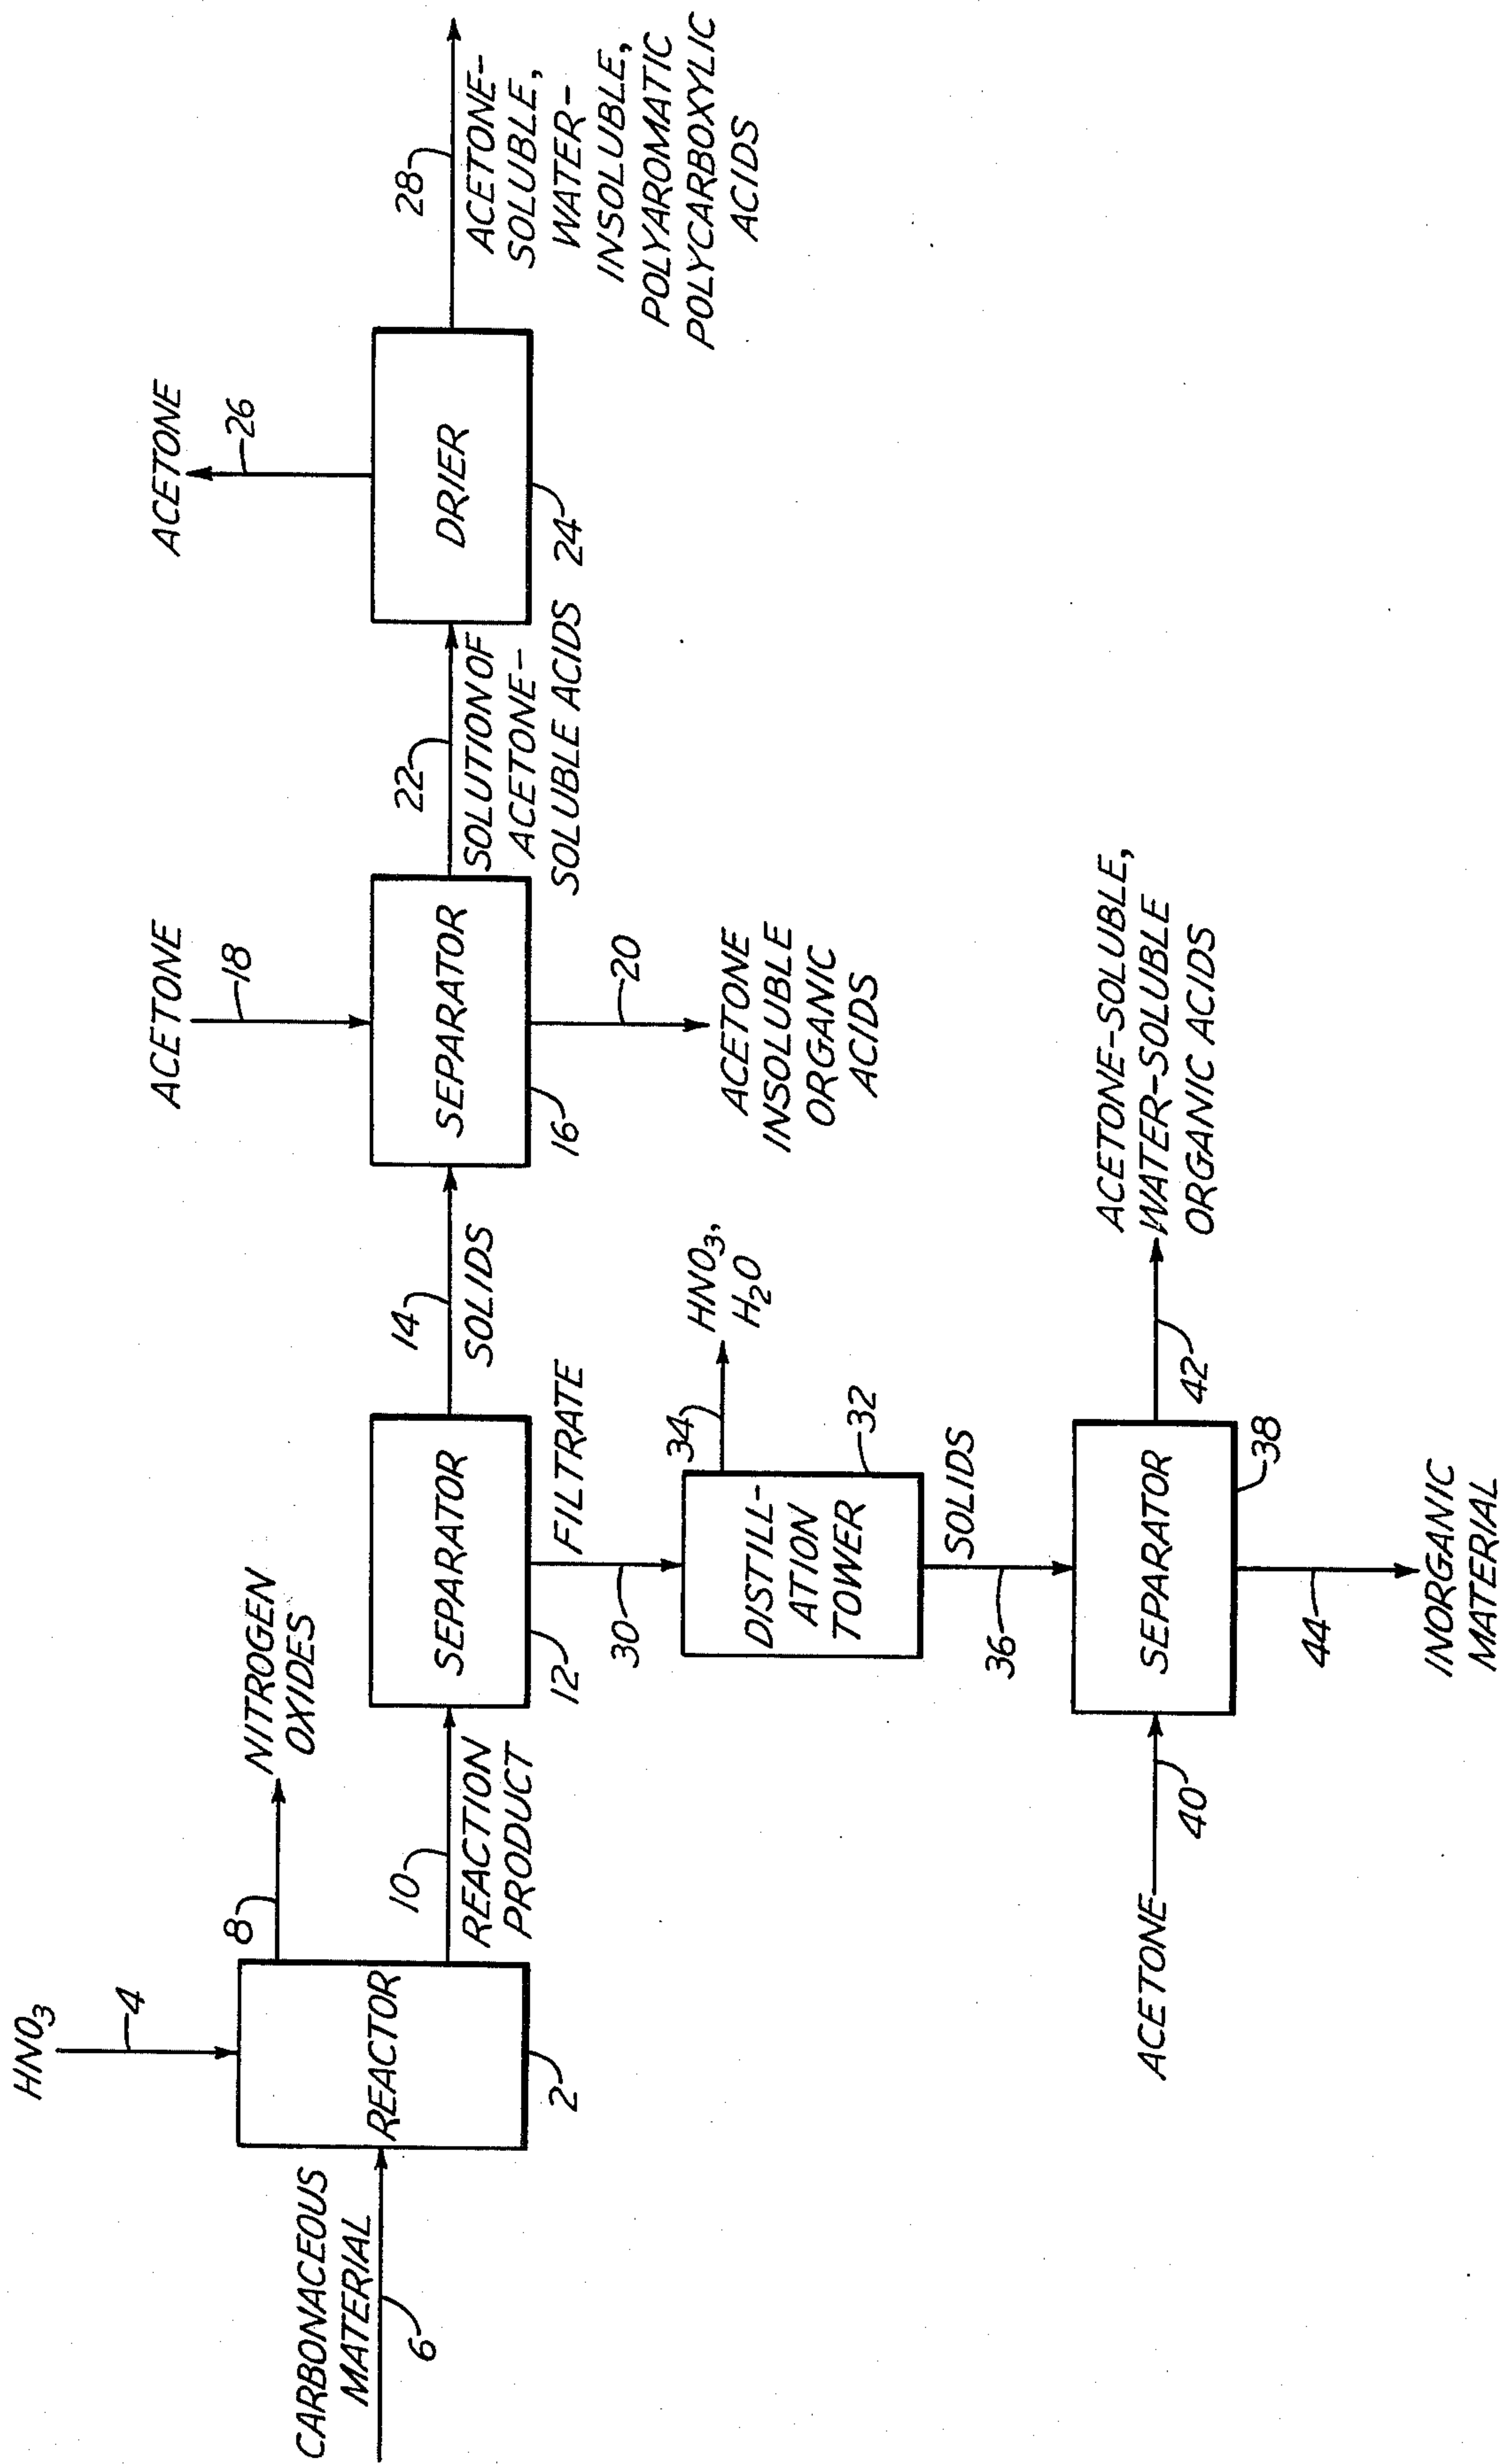 HNO3
4
CARBONACEOUS
MATERIAL
6
REACTOR
2
8
NITROGEN
OXIDES
10
REACTION
PRODUCT
SEPARATOR
12
14
SOLIDS
ACETONE
18
SEPARATOR
16
20
ACETONE
INSOLUBLE
ORGANIC
ACIDS
22
SOLUTION OF
ACETONE-
SOLUBLE ACIDS
ACETONE
26
DRIER
24
28
ACETONE-
SOLUBLE,
WATER-
INSOLUBLE,
POLYAROMATIC
POLYCARBOXYLIC
ACIDS
30
FILTRATE
DISTILL-
ATION
TOWER
32
34
HNO3,
H2O
36
SOLIDS
ACETONE
40
SEPARATOR
38
42
ACETONE-SOLUBLE,
WATER-SOLUBLE
ORGANIC ACIDS
44
INORGANIC
MATERIAL